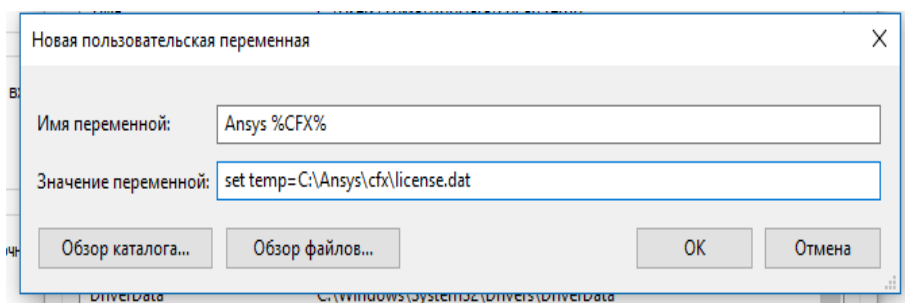 Новая пользовательская переменная
Имя переменной: Ansys %CFX%
Значение переменной: set temp=C:\Ansys\cfx\license.dat
Обзор каталога... Обзор файлов... OK Отмена
DriverData C:\Windows\System32\Drivers\DriverData